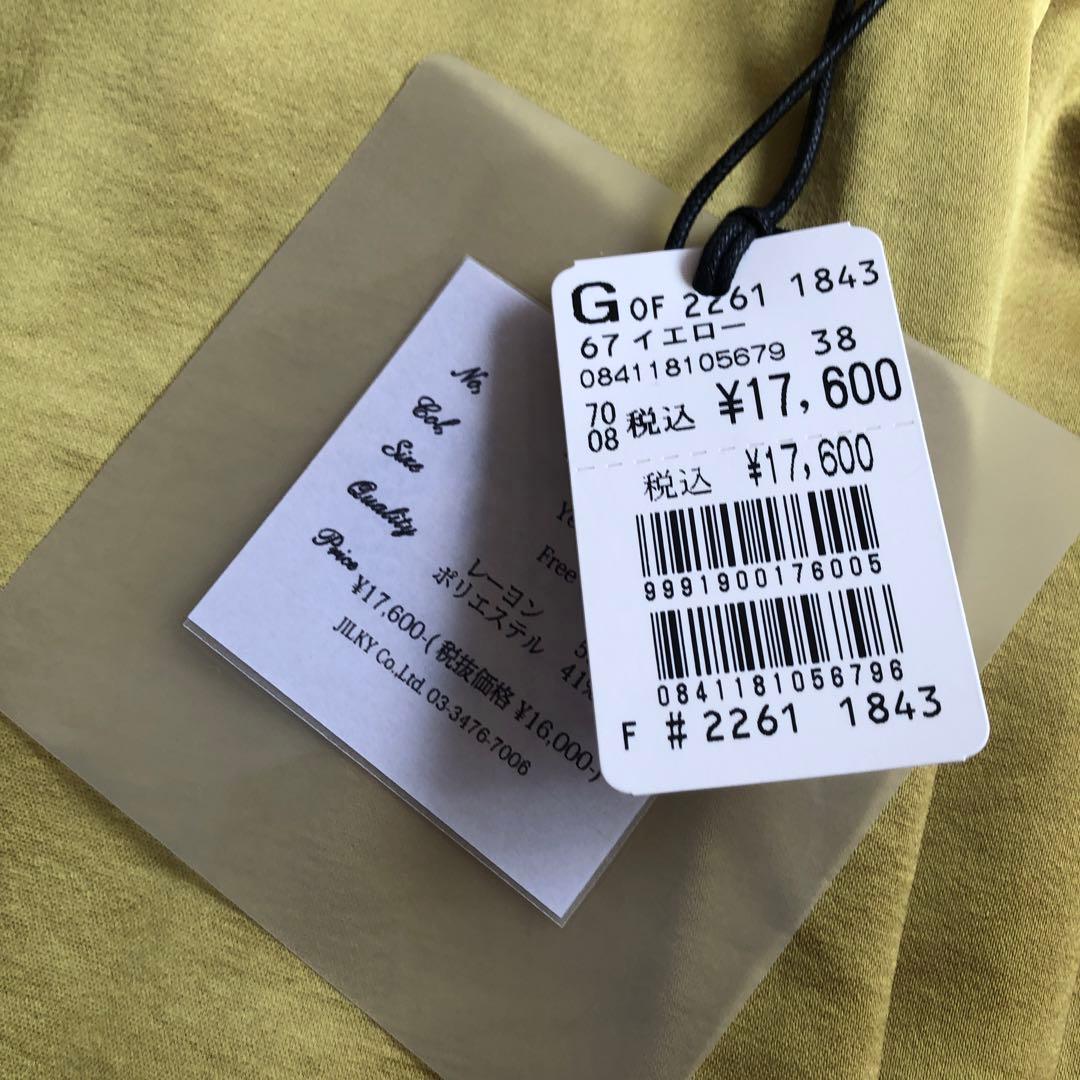 G OF 2261 1843
67 イエロー 38
084118105679
70
08 税込 ¥17,600
税込 ¥17,600
9991900176005
0841181056796
F # 2261 1843
No,
Col,
Size
Free
Quality
レーヨン
ポリエステル 41%
Price
¥17,600-(税抜価格 ¥16,000-)
JILKY Co.,Ltd. 03-3476-7006